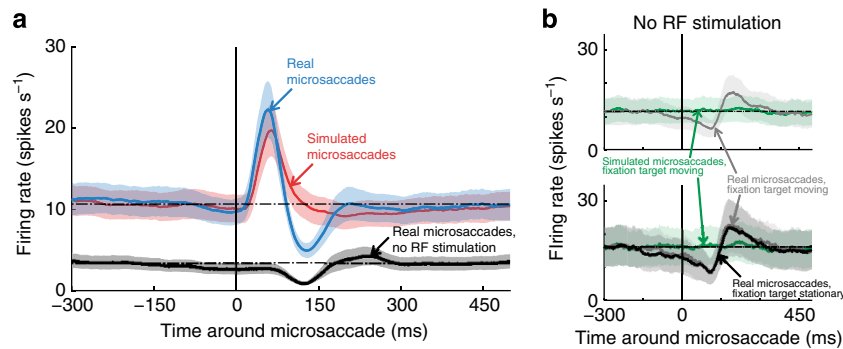 a
Firing rate (spikes s⁻¹)
30
20
10
0
Real
microsaccades
Simulated
microsaccades
Real microsaccades,
no RF stimulation
−300
−150
0
150
300
Time around microsaccade (ms)
b
No RF stimulation
FIring rate (spikes s⁻¹)
30
0
Simulated microsaccades,
fixation target moving
Real microsaccades,
fixation target moving
30
0
Real microsaccades,
fixation target stationary
−300
0
450
Time around microsaccade (ms)